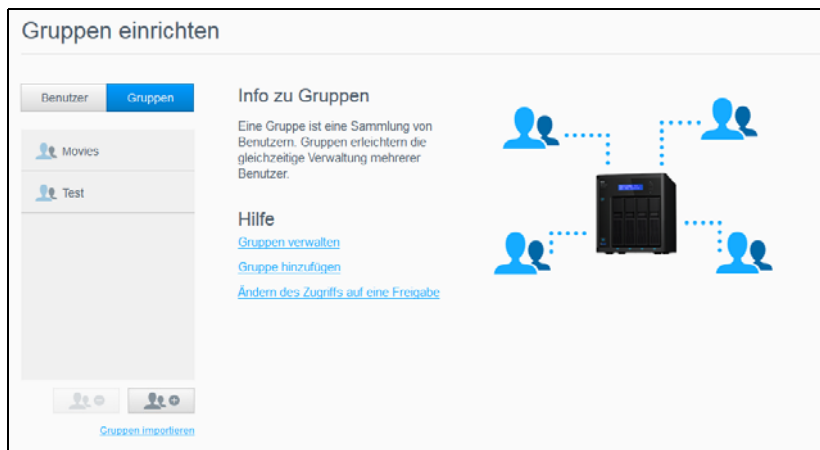 Gruppen einrichten
Benutzer
Gruppen
Movies
Test
Gruppen importieren
Info zu Gruppen
Eine Gruppe ist eine Sammlung von
Benutzern. Gruppen erleichtern die
gleichzeitige Verwaltung mehrerer
Benutzer.
Hilfe
Gruppen verwalten
Gruppe hinzufügen
Ändern des Zugriffs auf eine Freigabe